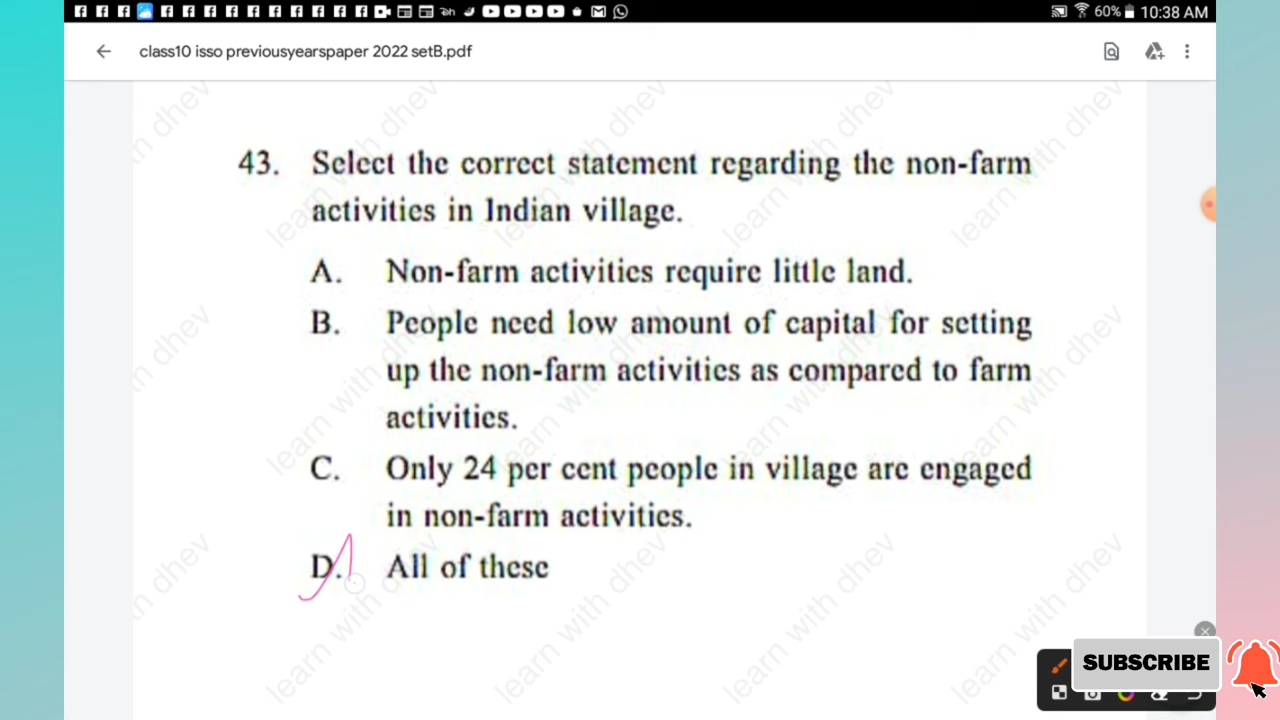 60% 10:38 AM
class10 isso previousyearspaper 2022 setB.pdf
43. Select the correct statement regarding the non-farm
activities in Indian village.
A. Non-farm activities require little land.
B. People need low amount of capital for setting
up the non-farm activities as compared to farm
activities.
C. Only 24 per cent people in village are engaged
in non-farm activities.
D. All of these
learn with dhev
SUBSCRIBE